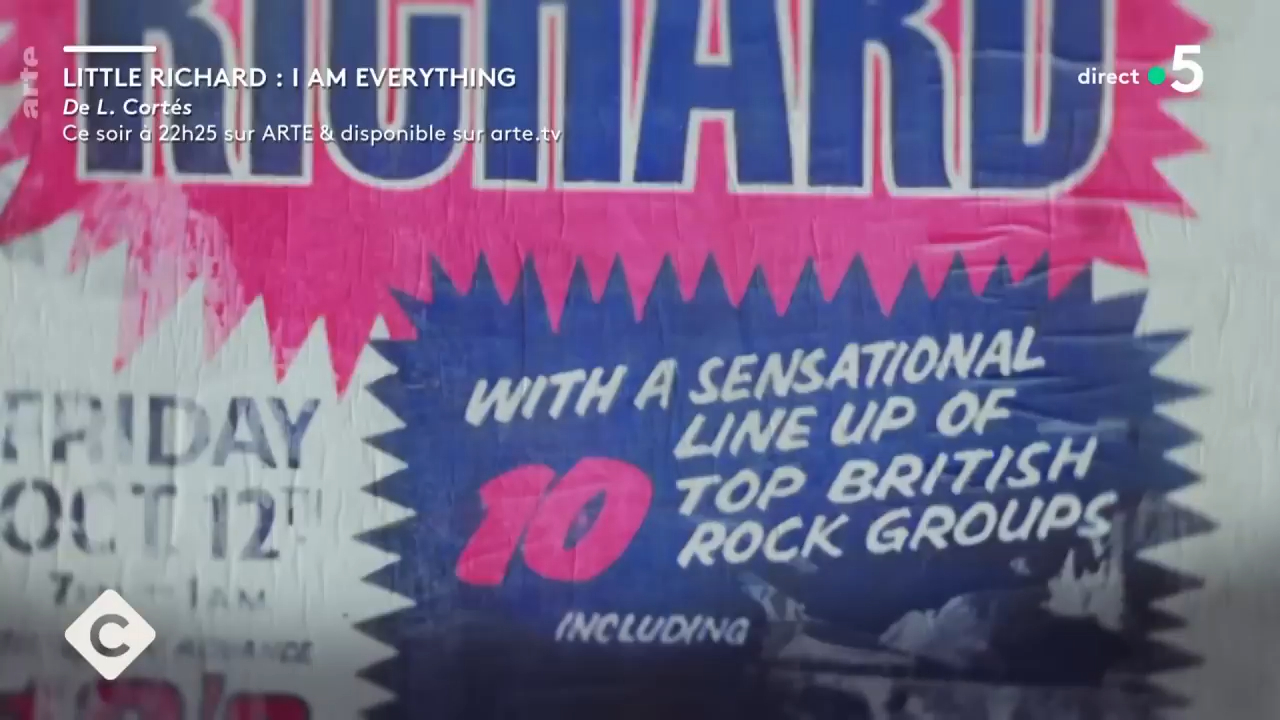 RICHARD
arte
LITTLE RICHARD : I AM EVERYTHING
De L. Cortés
Ce soir à 22h25 sur ARTE & disponible sur arte.tv
direct 5
WITH A SENSATIONAL
LINE UP OF
10 TOP BRITISH
ROCK GROUPS
INCLUDING
FRIDAY
OCT 12TH
C